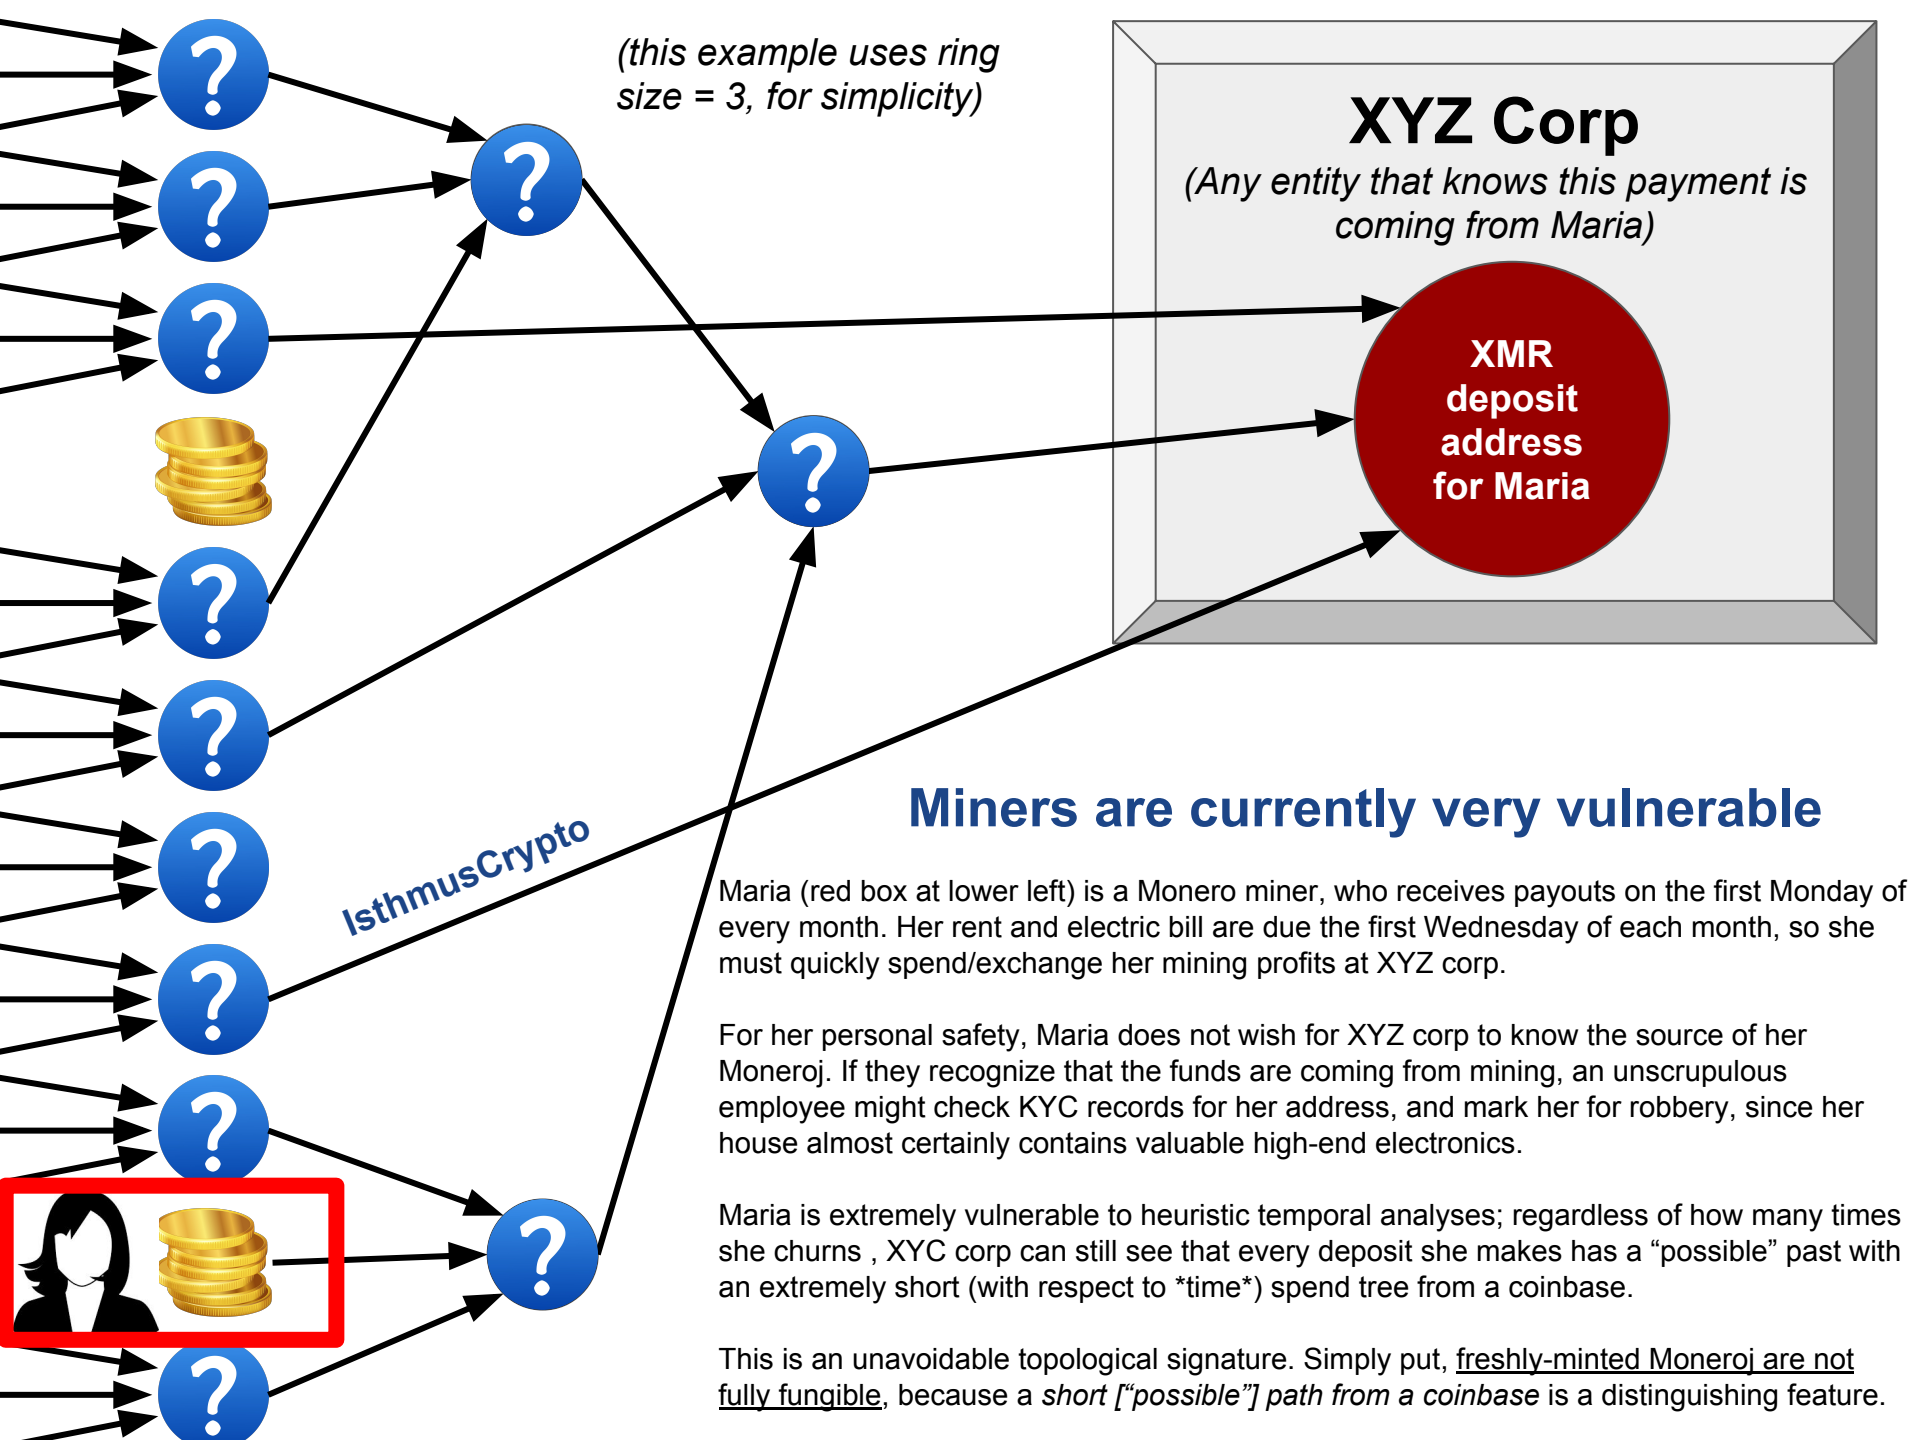 (this example uses ring
size = 3, for simplicity)
XYZ Corp
(Any entity that knows this payment is
coming from Maria)
XMR
deposit
address
for Maria
IsthmusCrypto
Miners are currently very vulnerable
Maria (red box at lower left) is a Monero miner, who receives payouts on the first Monday of
every month. Her rent and electric bill are due the first Wednesday of each month, so she
must quickly spend/exchange her mining profits at XYZ corp.
For her personal safety, Maria does not wish for XYZ corp to know the source of her
Moneroj. If they recognize that the funds are coming from mining, an unscrupulous
employee might check KYC records for her address, and mark her for robbery, since her
house almost certainly contains valuable high-end electronics.
Maria is extremely vulnerable to heuristic temporal analyses; regardless of how many times
she churns , XYC corp can still see that every deposit she makes has a “possible” past with
an extremely short (with respect to *time*) spend tree from a coinbase.
This is an unavoidable topological signature. Simply put, freshly-minted Moneroj are not
fully fungible, because a short [“possible”] path from a coinbase is a distinguishing feature.
?
?
?
?
?
?
?
?
?
?
?
?
?